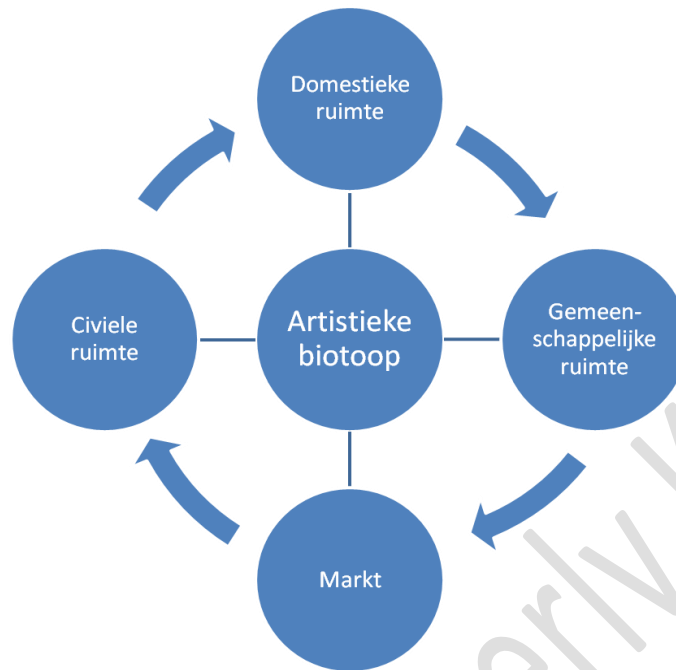 Domestieke
ruimte
Civiele
ruimte
Artistieke
biotoop
Gemeen-
schappelijke
ruimte
Markt